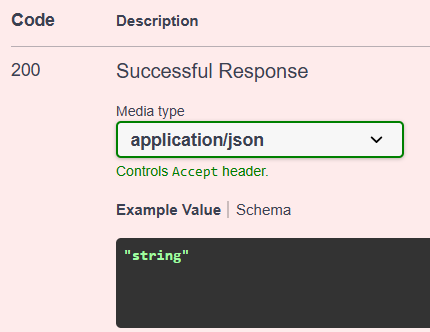 Code Description
200 Successful Response
Media type
application/json
Controls Accept header.
Example Value Schema
"string"